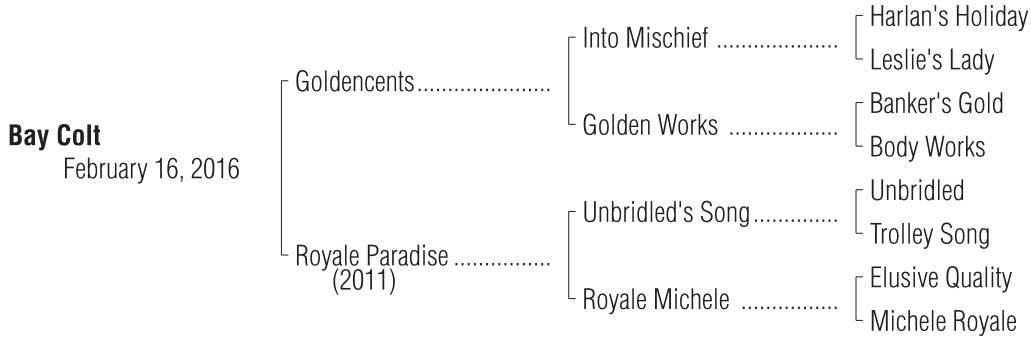 Harlan's Holiday
Into Mischief ....................
Leslie's Lady
Goldencents......................
Banker's Gold
Golden Works ..................
Body Works
Bay Colt
February 16, 2016
Unbridled
Unbridled's Song..............
Trolley Song
Royale Paradise ................
(2011)
Elusive Quality
Royale Michele ................
Michele Royale